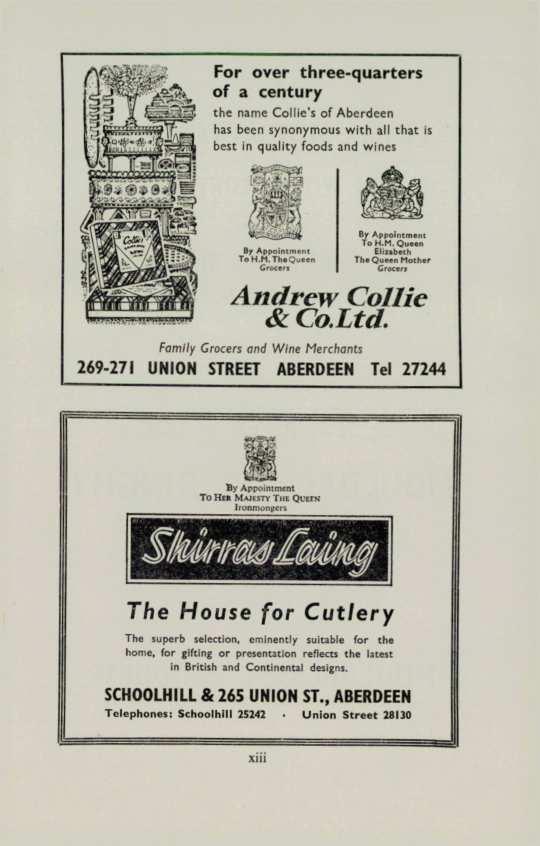 For over three-quarters
of a century
the name Collie's of Aberdeen
has been synonymous with all that is
best in quality foods and wines
By Appointment
To H.M. The Queen
Grocers
By Appointment
To H.M. Queen
Elizabeth
The Queen Mother
Grocers
Collie's
Andrew Collie
& Co. Ltd.
Family Grocers and Wine Merchants
269-271 UNION STREET ABERDEEN Tel 27244
By Appointment
To Her Majesty The Queen
Ironmongers
Shirras Laing
The House for Cutlery
The superb selection, eminently suitable for the
home, for gifting or presentation reflects the latest
in British and Continental designs.
SCHOOLHILL & 265 UNION ST., ABERDEEN
Telephones: Schoolhill 25242 · Union Street 28130
xiii